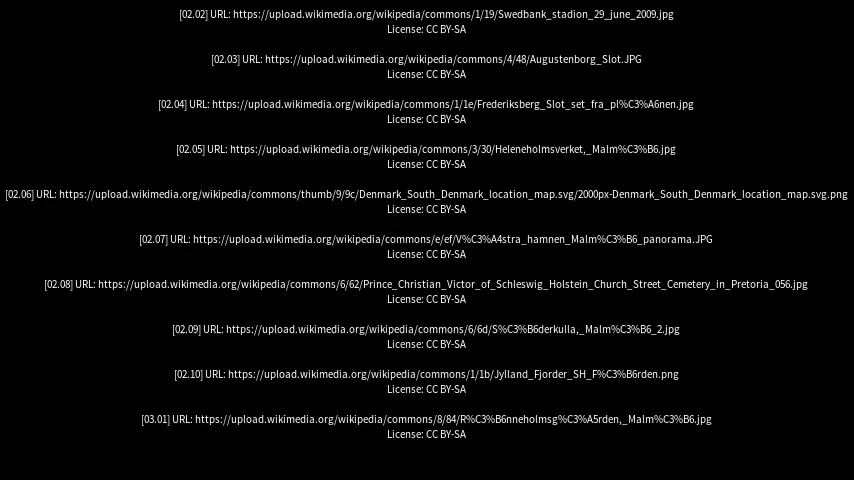 [02.02] URL: https://upload.wikimedia.org/wikipedia/commons/1/19/Swedbank_stadion_29_june_2009.jpg
License: CC BY-SA
[02.03] URL: https://upload.wikimedia.org/wikipedia/commons/4/48/Augustenborg_Slot.JPG
License: CC BY-SA
[02.04] URL: https://upload.wikimedia.org/wikipedia/commons/1/1e/Frederiksberg_Slot_set_fra_pl%C3%A6nen.jpg
License: CC BY-SA
[02.05] URL: https://upload.wikimedia.org/wikipedia/commons/3/30/Heleneholmsverket,_Malm%C3%B6.jpg
License: CC BY-SA
[02.06] URL: https://upload.wikimedia.org/wikipedia/commons/thumb/9/9c/Denmark_South_Denmark_location_map.svg/2000px-Denmark_South_Denmark_location_map.svg.png
License: CC BY-SA
[02.07] URL: https://upload.wikimedia.org/wikipedia/commons/e/ef/V%C3%A4stra_hamnen_Malm%C3%B6_panorama.JPG
License: CC BY-SA
[02.08] URL: https://upload.wikimedia.org/wikipedia/commons/6/62/Prince_Christian_Victor_of_Schleswig_Holstein_Church_Street_Cemetery_in_Pretoria_056.jpg
License: CC BY-SA
[02.09] URL: https://upload.wikimedia.org/wikipedia/commons/6/6d/S%C3%B6derkulla,_Malm%C3%B6_2.jpg
License: CC BY-SA
[02.10] URL: https://upload.wikimedia.org/wikipedia/commons/1/1b/Jylland_Fjorder_SH_F%C3%B6rden.png
License: CC BY-SA
[03.01] URL: https://upload.wikimedia.org/wikipedia/commons/8/84/R%C3%B6nneholmsg%C3%A5rden,_Malm%C3%B6.jpg
License: CC BY-SA